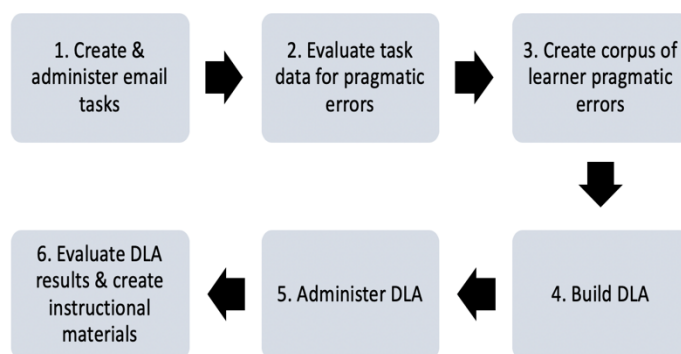 1. Create &
administer email
tasks
2. Evaluate task
data for pragmatic
errors
3. Create corpus of
learner pragmatic
errors
4. Build DLA
5. Administer DLA
6. Evaluate DLA
results & create
instructional
materials